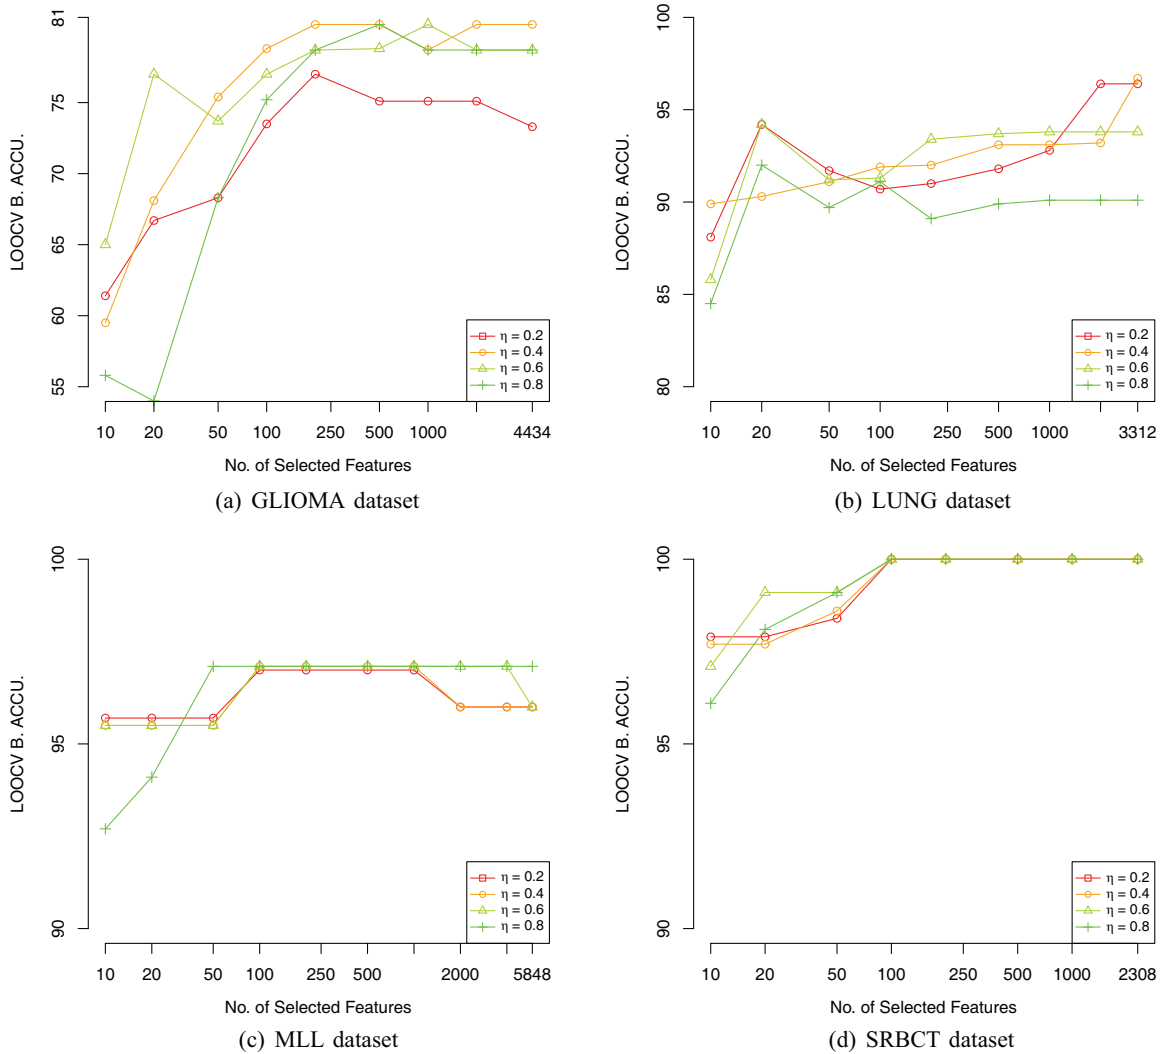 LOOCV B. ACCU.
81
75
70
65
60
55
10 20 50 100 250 500 1000 4434
No. of Selected Features
η = 0.2
η = 0.4
η = 0.6
η = 0.8
(a) GLIOMA dataset
LOOCV B. ACCU.
100
95
90
85
80
10 20 50 100 250 500 1000 3312
No. of Selected Features
η = 0.2
η = 0.4
η = 0.6
η = 0.8
(b) LUNG dataset
LOOCV B. ACCU.
100
95
90
10 20 50 100 250 500 2000 5848
No. of Selected Features
η = 0.2
η = 0.4
η = 0.6
η = 0.8
(c) MLL dataset
LOOCV B. ACCU.
100
95
90
10 20 50 100 250 500 1000 2308
No. of Selected Features
η = 0.2
η = 0.4
η = 0.6
η = 0.8
(d) SRBCT dataset